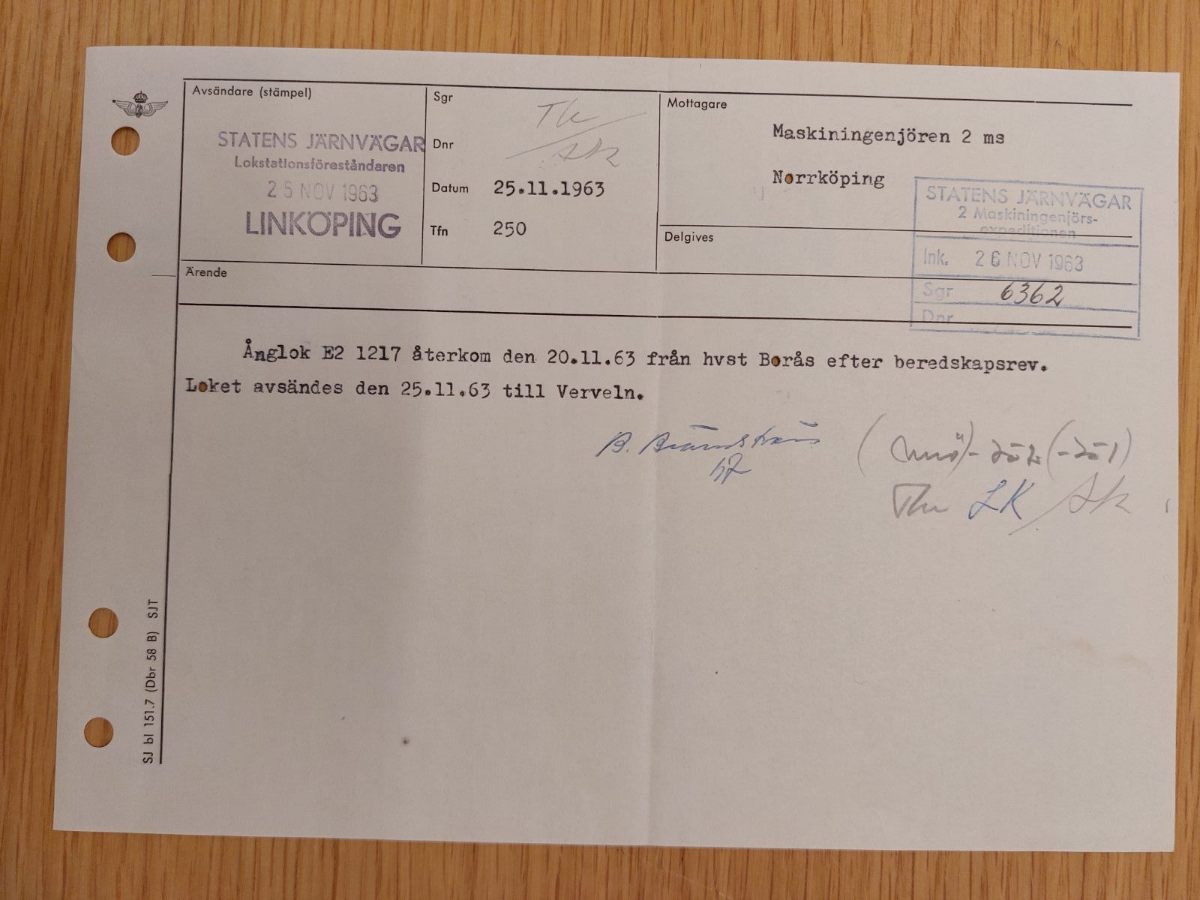 Avsändare (stämpel)
STATENS JÄRNVÄGAR
Lokstationsföreståndaren
25 NOV 1963
LINKÖPING
Sgr
Dnr
Datum 25.11.1963
Tfn 250
Mottagare
Maskiningenjören 2 ms
Norrköping
Delgives
STATENS JÄRNVÄGAR
2 Maskiningenjörs-
expeditionen
Ink. 26 NOV 1963
Sgr 6362
Dnr
Ärende
Ånglok E2 1217 återkom den 20.11.63 från hvst Borås efter beredskapsrev.
Loket avsändes den 25.11.63 till Verveln.
LK
SJ bl 151.7 (Dbr 58 B) SJT